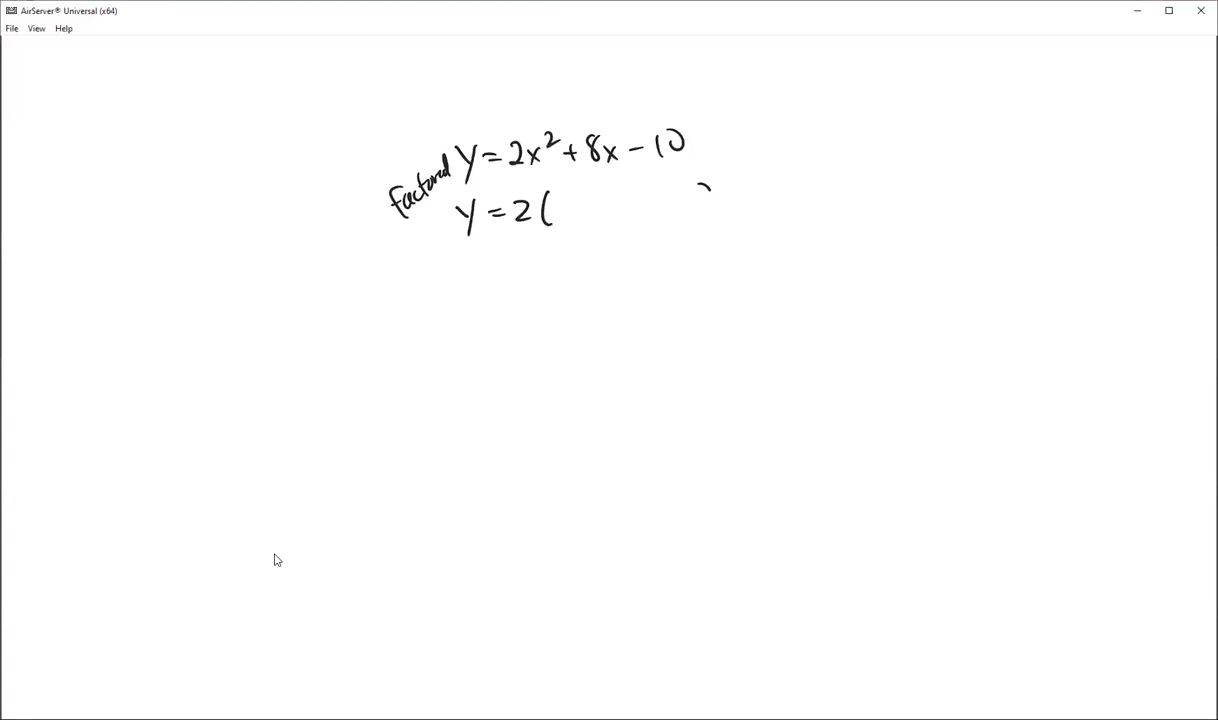 AirServer® Universal (x64)
File View Help
y = 2x² + 8x - 10
factored
y = 2(            )